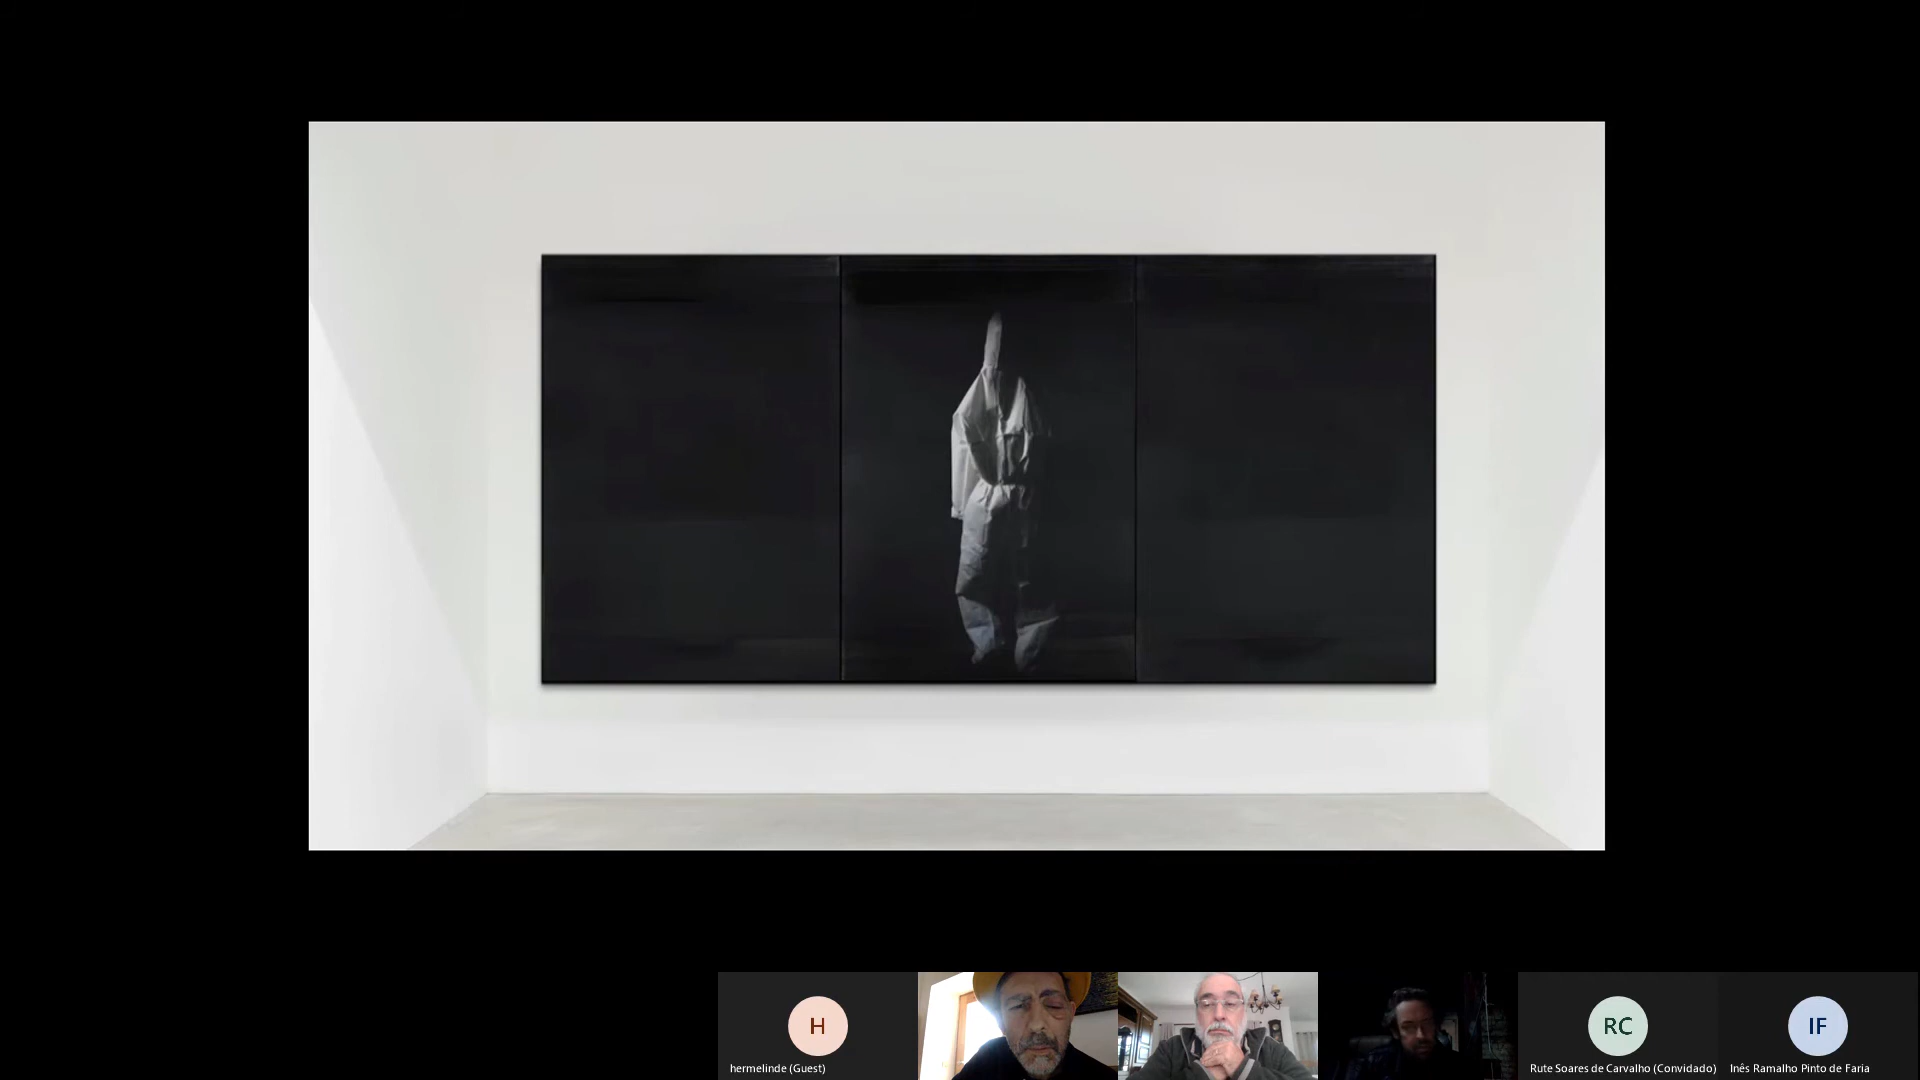 H
hermelinde (Guest)
RC
Rute Soares de Carvalho (Convidado)
IF
Inês Ramalho Pinto de Faria